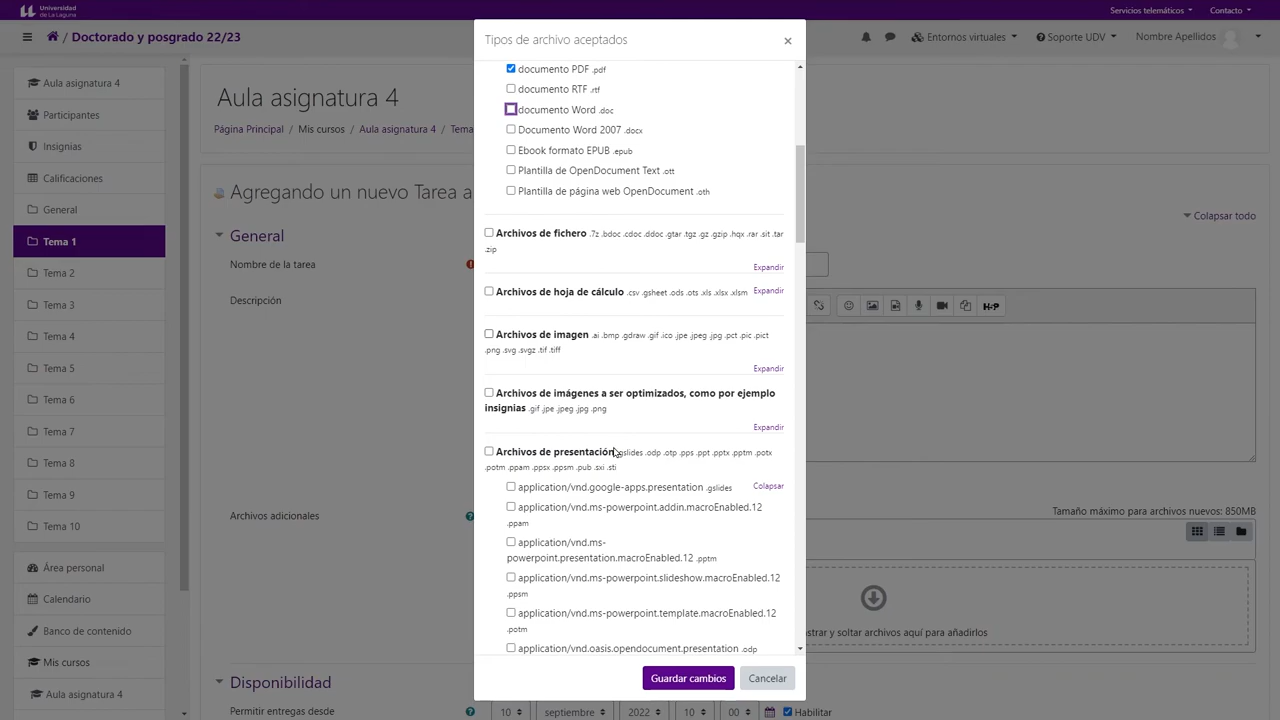 Universidad
de La Laguna
Servicios telemáticos
Contacto
Doctorado y posgrado 22/23
Entornos virtuales
Soporte UDV
Nombre Apellidos
Aula asignatura 4
Participantes
Insignias
Calificaciones
General
Tema 1
Tema 2
Tema 3
Tema 4
Tema 5
Tema 6
Tema 7
Tema 8
Tema 9
Tema 10
Área personal
Calendario
Banco de contenido
Mis cursos
Aula asignatura 4
Aula asignatura 4
Página Principal / Mis cursos / Aula asignatura 4 / Tema
Agregando un nuevo Tarea a
Colapsar todo
General
Nombre de la tarea
Descripción
H-P
Archivos adicionales
Tamaño máximo para archivos nuevos: 850MB
strar y soltar archivos aquí para añadirlos
Disponibilidad
Permitir entregas desde
10 septiembre 2022 10 00 Habilitar
Tipos de archivo aceptados ×
documento PDF .pdf
documento RTF .rtf
documento Word .doc
Documento Word 2007 .docx
Ebook formato EPUB .epub
Plantilla de OpenDocument Text .ott
Plantilla de página web OpenDocument .oth
Archivos de fichero .7z .bdoc .cdoc .ddoc .gtar .tgz .gz .gzip .hqx .rar .sit .tar
.zip
Expandir
Archivos de hoja de cálculo .csv .gsheet .ods .ots .xls .xlsx .xlsm Expandir
Archivos de imagen .ai .bmp .gdraw .gif .ico .jpe .jpeg .jpg .pct .pic .pict
.png .svg .svgz .tif .tiff
Expandir
Archivos de imágenes a ser optimizados, como por ejemplo
insignias .gif .jpe .jpeg .jpg .png
Expandir
Archivos de presentación .gslides .odp .otp .pps .ppt .pptx .pptm .potx
.potm .ppam .ppsx .ppsm .pub .sxi .sti
application/vnd.google-apps.presentation .gslides Colapsar
application/vnd.ms-powerpoint.addin.macroEnabled.12
.ppam
application/vnd.ms-
powerpoint.presentation.macroEnabled.12 .pptm
application/vnd.ms-powerpoint.slideshow.macroEnabled.12
.ppsm
application/vnd.ms-powerpoint.template.macroEnabled.12
.potm
application/vnd.oasis.opendocument.presentation .odp
Guardar cambios
Cancelar